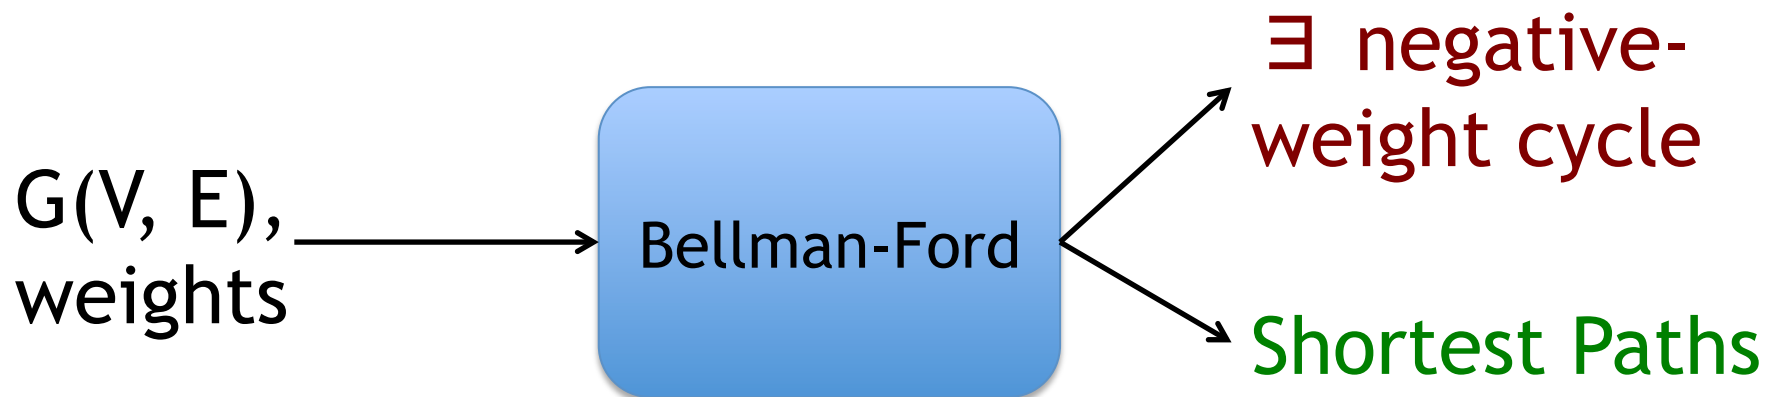 G(V, E),
weights
Bellman-Ford
∃ negative-
weight cycle
Shortest Paths